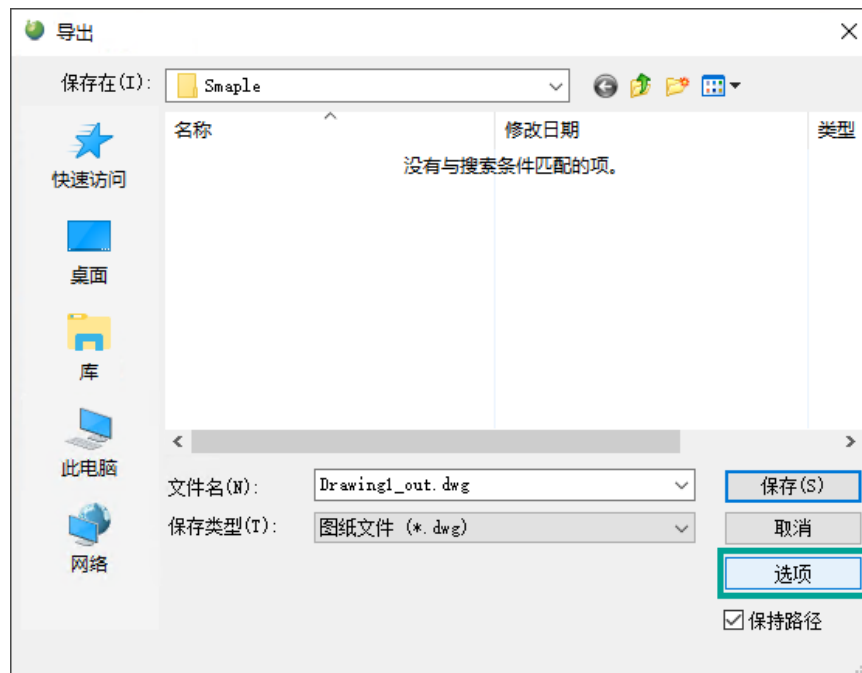 导出
保存在(I): Smaple
名称 修改日期 类型
没有与搜索条件匹配的项。
快速访问
桌面
库
此电脑
网络
文件名(N): Drawing1_out.dwg 保存(S)
保存类型(T): 图纸文件 (*.dwg) 取消
选项
保持路径